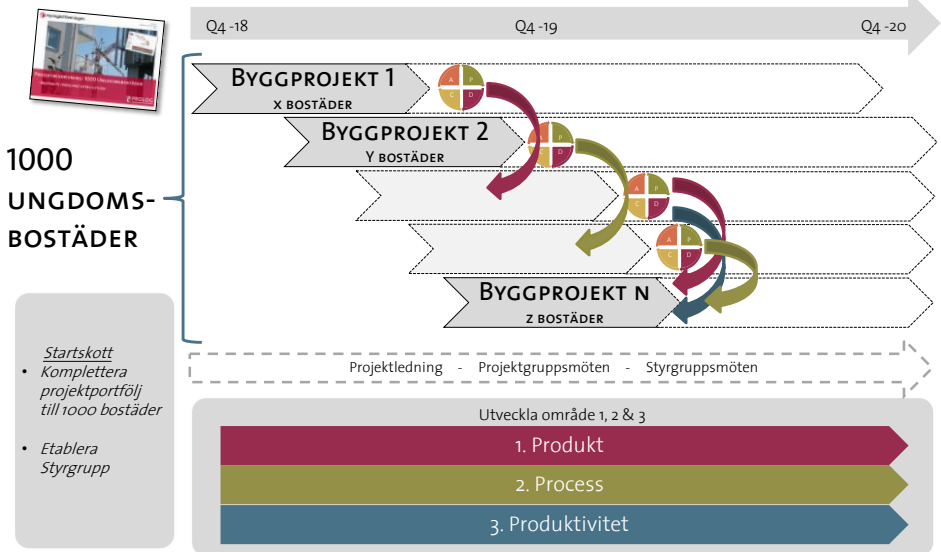 Q4 -18
Q4 -19
Q4 -20
Byggprojekt 1
x bostäder
A P
C D
Byggprojekt 2
y bostäder
A P
C D
A P
C D
A P
C D
Byggprojekt n
z bostäder
1000
ungdoms-
bostäder
Startskott
• Komplettera
projektportfölj
till 1000 bostäder
• Etablera
Styrgrupp
Projektledning - Projektgruppsmöten - Styrgruppsmöten
Utveckla område 1, 2 & 3
1. Produkt
2. Process
3. Produktivitet